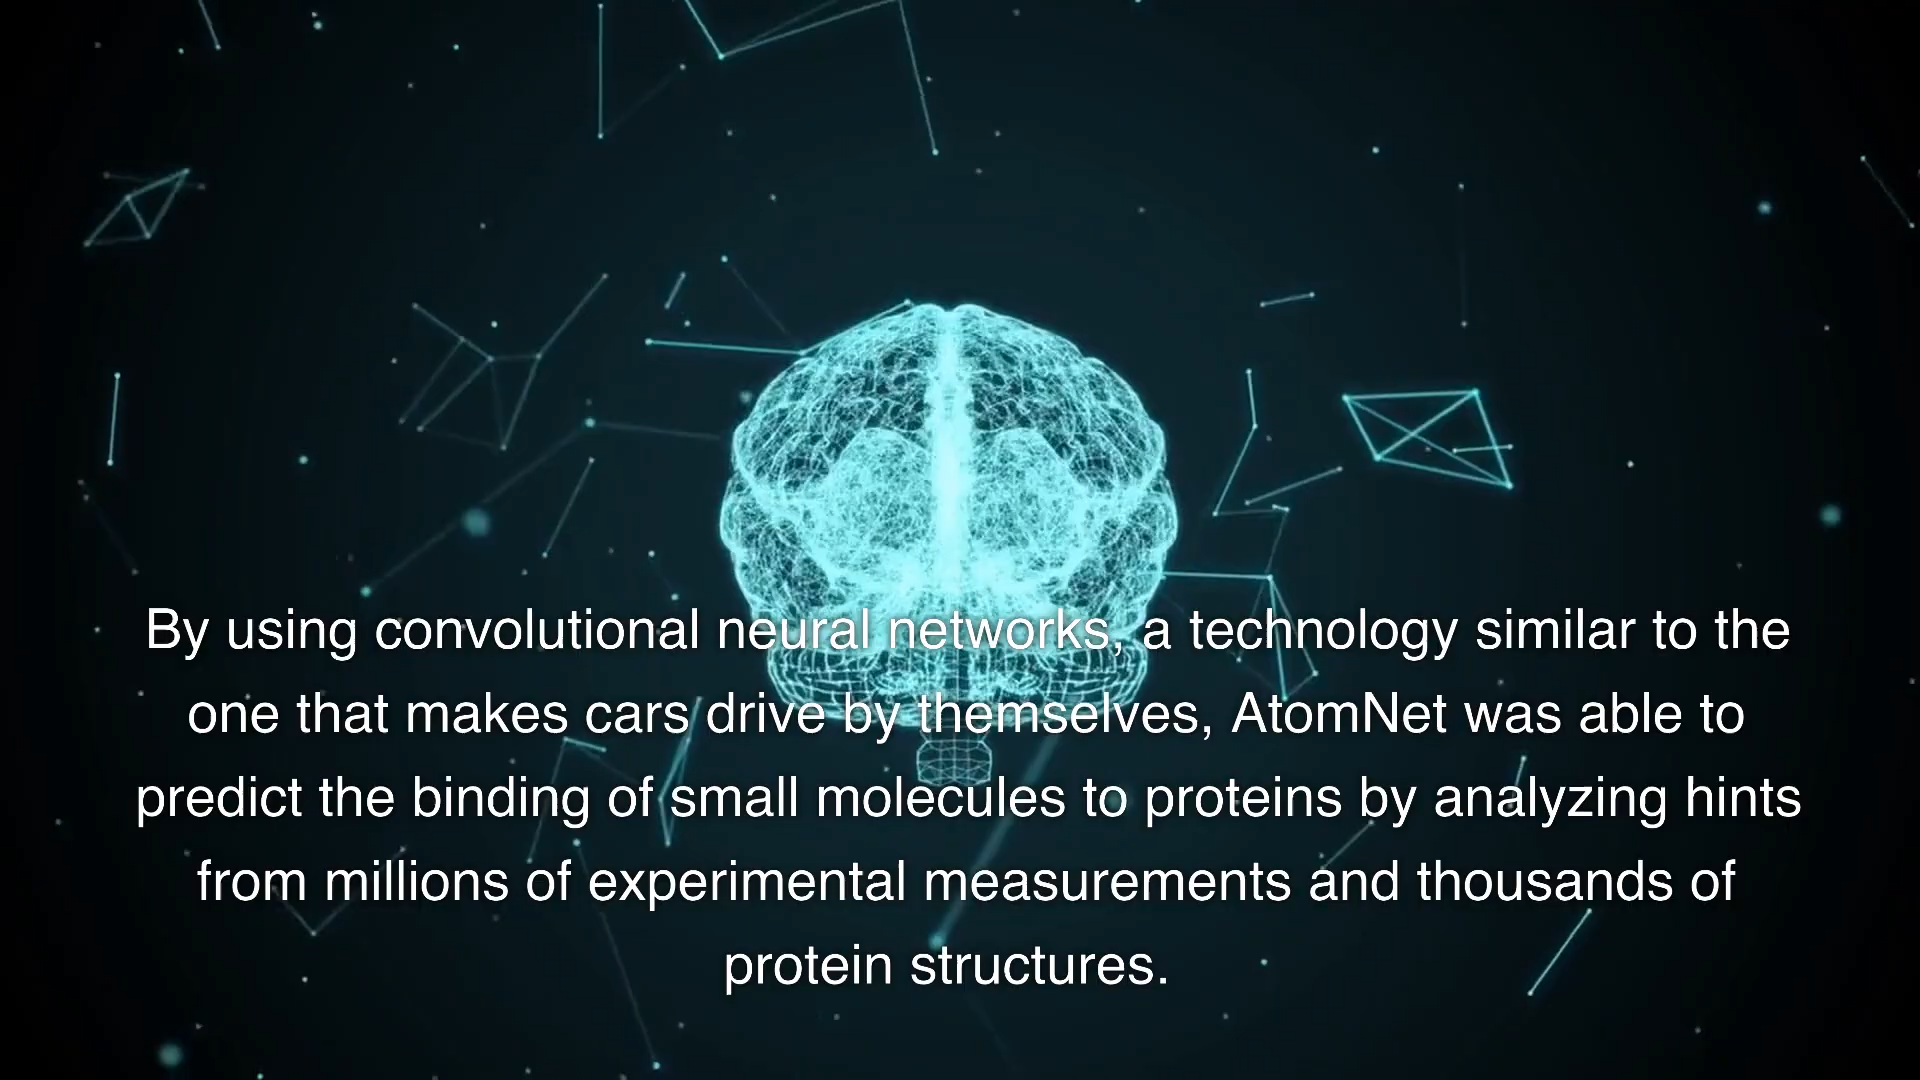 By using convolutional neural networks, a technology similar to the
one that makes cars drive by themselves, AtomNet was able to
predict the binding of small molecules to proteins by analyzing hints
from millions of experimental measurements and thousands of
protein structures.